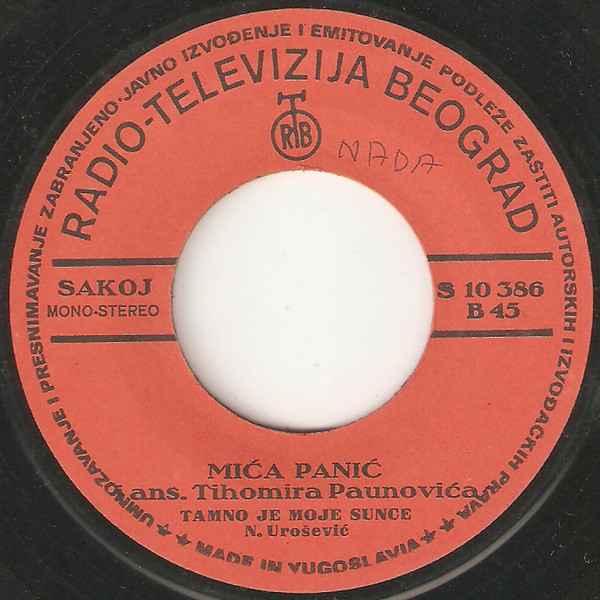 UMNOŽAVANJE I PRESNIMAVANJE ZABRANJENO · JAVNO IZVOĐENJE I EMITOVANJE PODLEŽE ZAŠTITI AUTORSKIH I IZVOĐAČKIH PRAVA
RADIO-TELEVIZIJA BEOGRAD
RTB
NADA
SAKOJ
MONO-STEREO
S 10 386
B 45
MIĆA PANIĆ
ans. Tihomira Paunovića
TAMNO JE MOJE SUNCE
N. Urošević
★ ★ MADE IN YUGOSLAVIA ★ ★